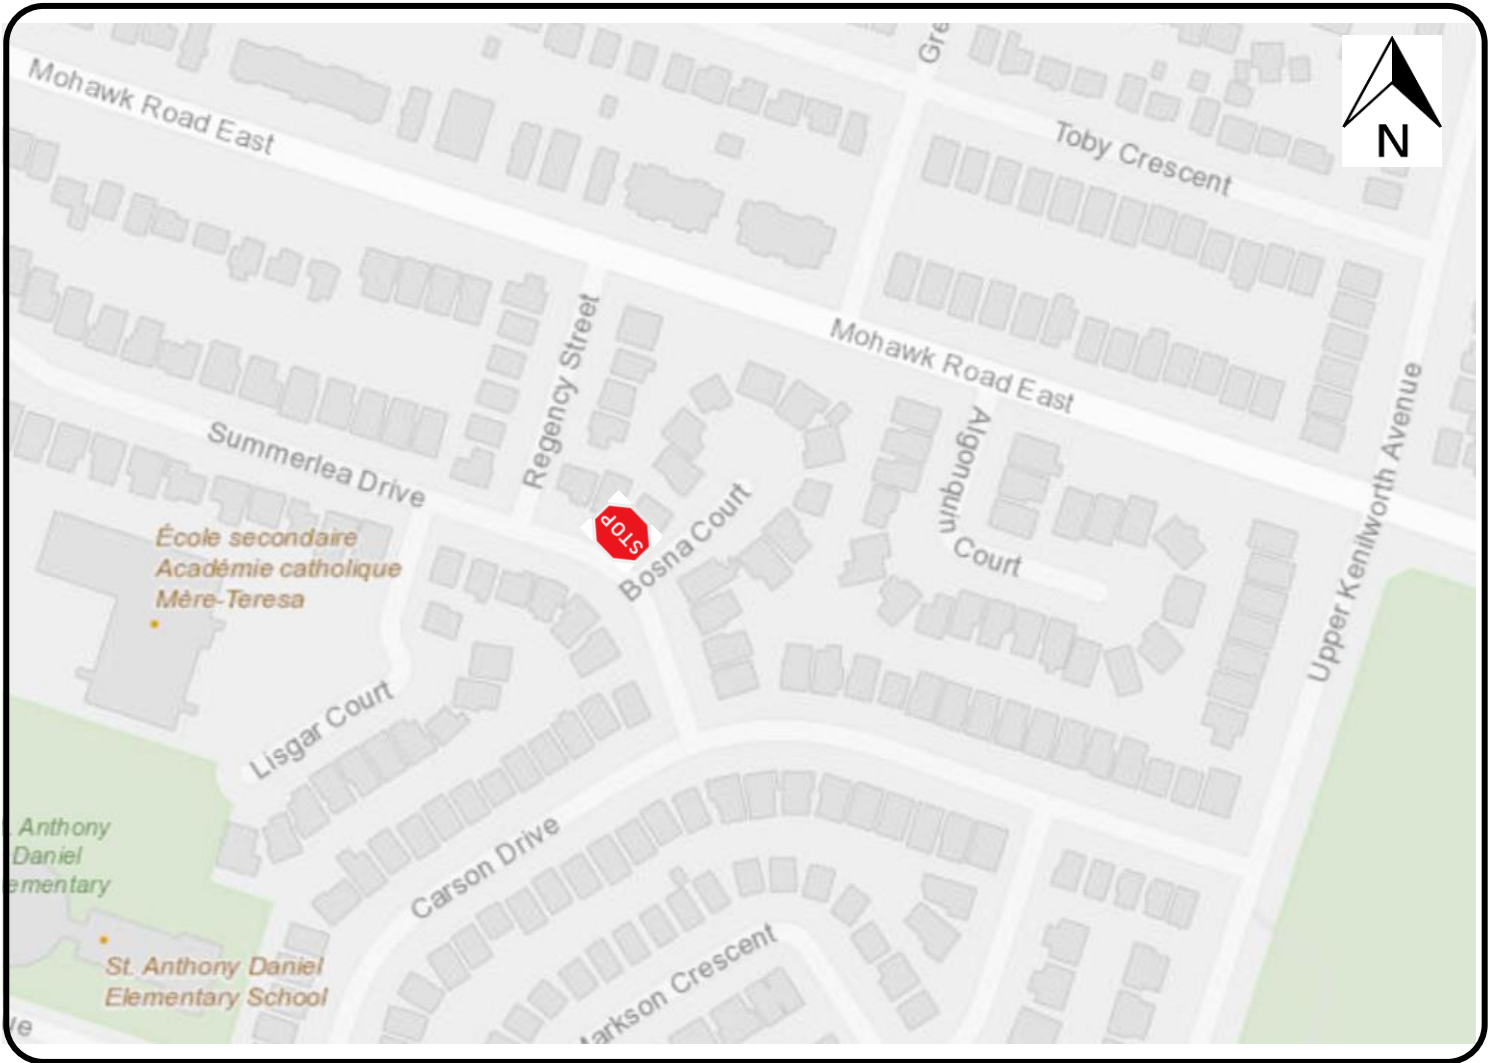 Gre
N
Mohawk Road East
Toby Crescent
Regency Street
Mohawk Road East
Upper Kenilworth Avenue
Algonquin
Court
Summerlea Drive
Bosna Court
STOP
École secondaire
Académie catholique
Mère-Teresa
Lisgar Court
Anthony
Daniel
ementary
Carson Drive
St. Anthony Daniel
Elementary School
Markson Crescent